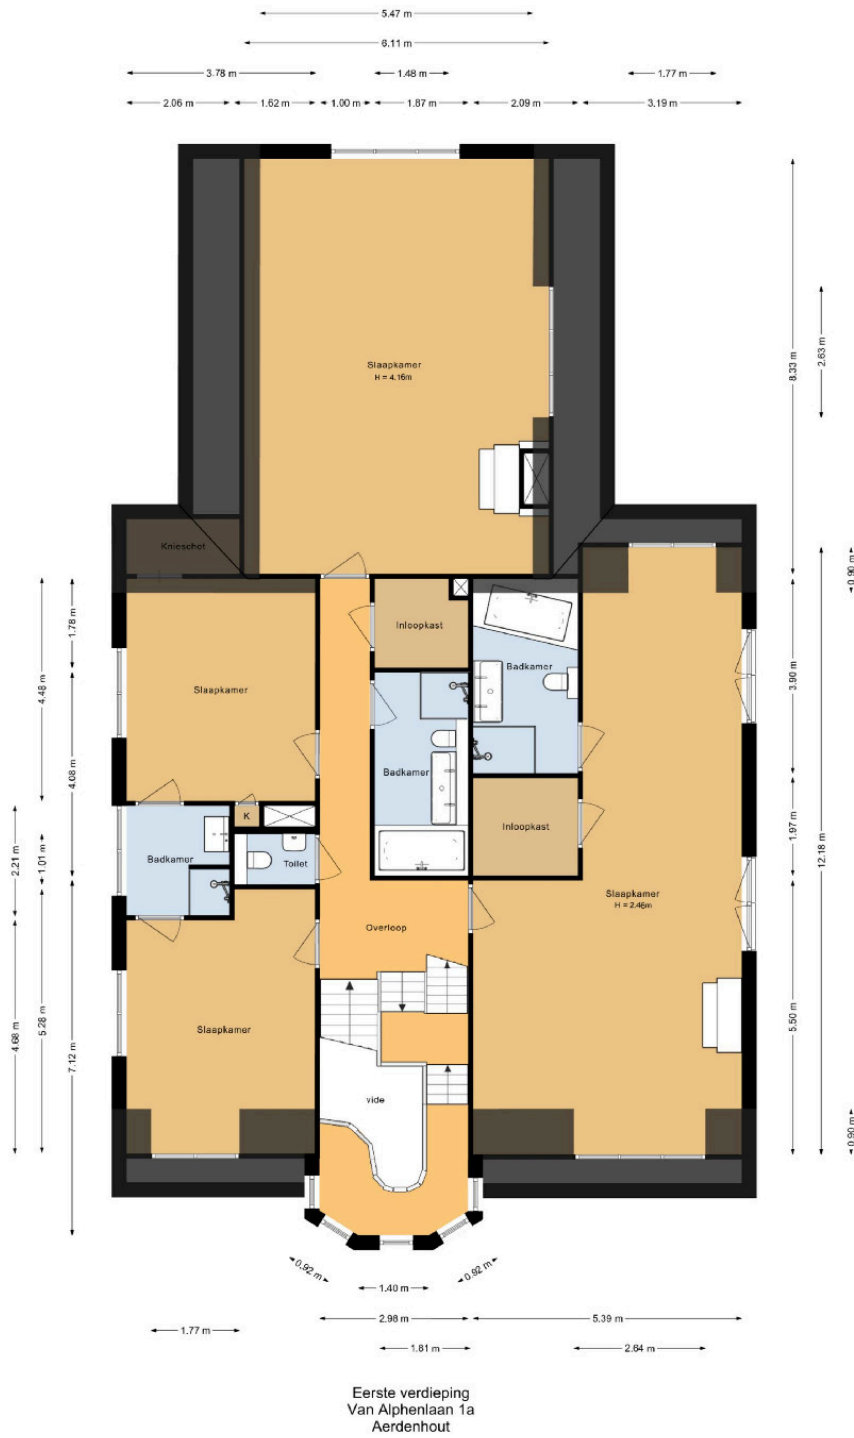 5.47 m
6.11 m
3.78 m
1.48 m
1.77 m
2.06 m
1.62 m
1.00 m
1.87 m
2.09 m
3.19 m
Slaapkamer
H = 4.16m
8.33 m
2.63 m
Knieschot
Inloopkast
Slaapkamer
Badkamer
Badkamer
K
Inloopkast
Badkamer
Toilet
Slaapkamer
H = 2.46m
Overloop
Slaapkamer
vide
1.78 m
4.48 m
4.08 m
2.21 m
1.01 m
4.68 m
5.28 m
7.12 m
0.90 m
3.90 m
1.97 m
12.18 m
5.50 m
0.90 m
0.92 m
0.92 m
1.40 m
2.98 m
5.39 m
1.77 m
1.81 m
2.64 m
Eerste verdieping
Van Alphenlaan 1a
Aerdenhout